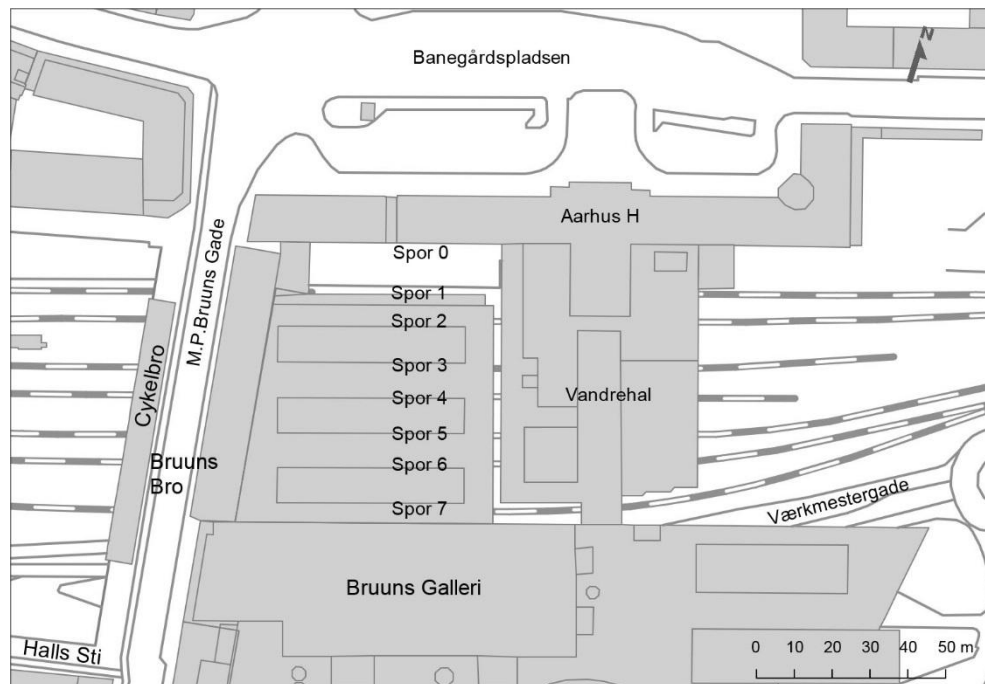 Banegårdspladsen
N
Aarhus H
M.P.Bruuns Gade
Spor 0
Spor 1
Spor 2
Spor 3
Spor 4
Spor 5
Spor 6
Spor 7
Vandrehal
Cykelbro
Bruuns
Bro
Værkmestergade
Bruuns Galleri
Halls Sti
0 10 20 30 40 50 m